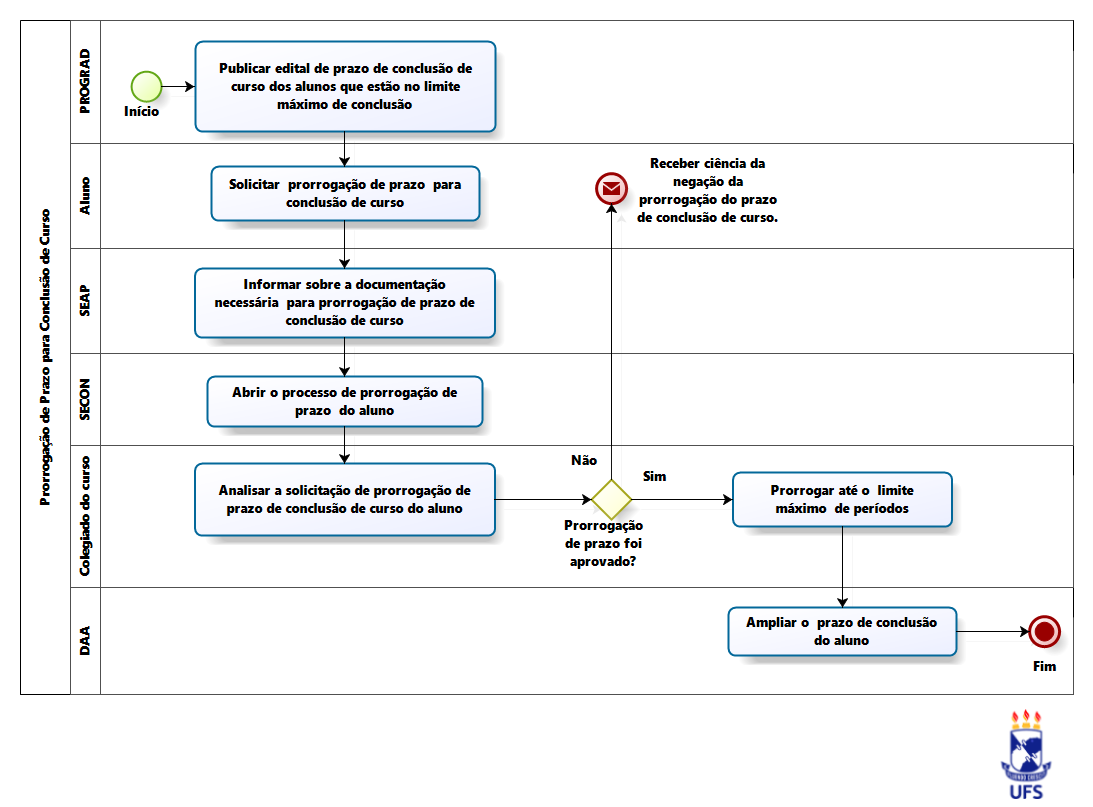 Prorrogação de Prazo para Conclusão de Curso
PROGRAD
Início
Publicar edital de prazo de conclusão de
curso dos alunos que estão no limite
máximo de conclusão
Aluno
Solicitar prorrogação de prazo para
conclusão de curso
Receber ciência da
negação da
prorrogação do prazo
de conclusão de curso.
SEAP
Informar sobre a documentação
necessária para prorrogação de prazo de
conclusão de curso
SECON
Abrir o processo de prorrogação de
prazo do aluno
Colegiado do curso
Analisar a solicitação de prorrogação de
prazo de conclusão de curso do aluno
Não
Sim
Prorrogação
de prazo foi
aprovado?
Prorrogar até o limite
máximo de períodos
DAA
Ampliar o prazo de conclusão
do aluno
Fim
UFS